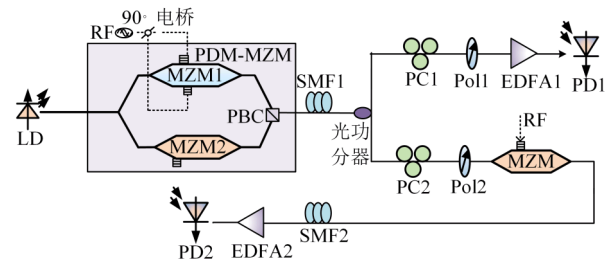 RF
90° 电桥
PDM-MZM
MZM1
MZM2
PBC
LD
SMF1
光功
分器
PC1
Pol1
EDFA1
PD1
RF
PC2
Pol2
MZM
SMF2
EDFA2
PD2